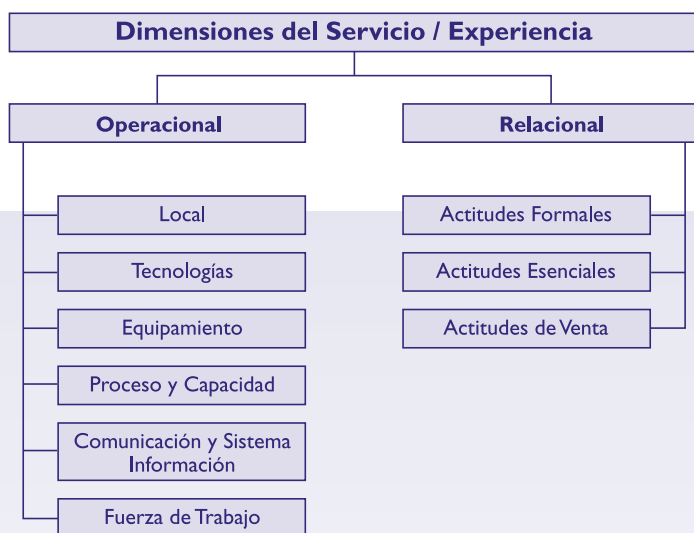 Dimensiones del Servicio / Experiencia
Operacional
Relacional
Local
Tecnologías
Equipamiento
Proceso y Capacidad
Comunicación y Sistema
Información
Fuerza de Trabajo
Actitudes Formales
Actitudes Esenciales
Actitudes de Venta